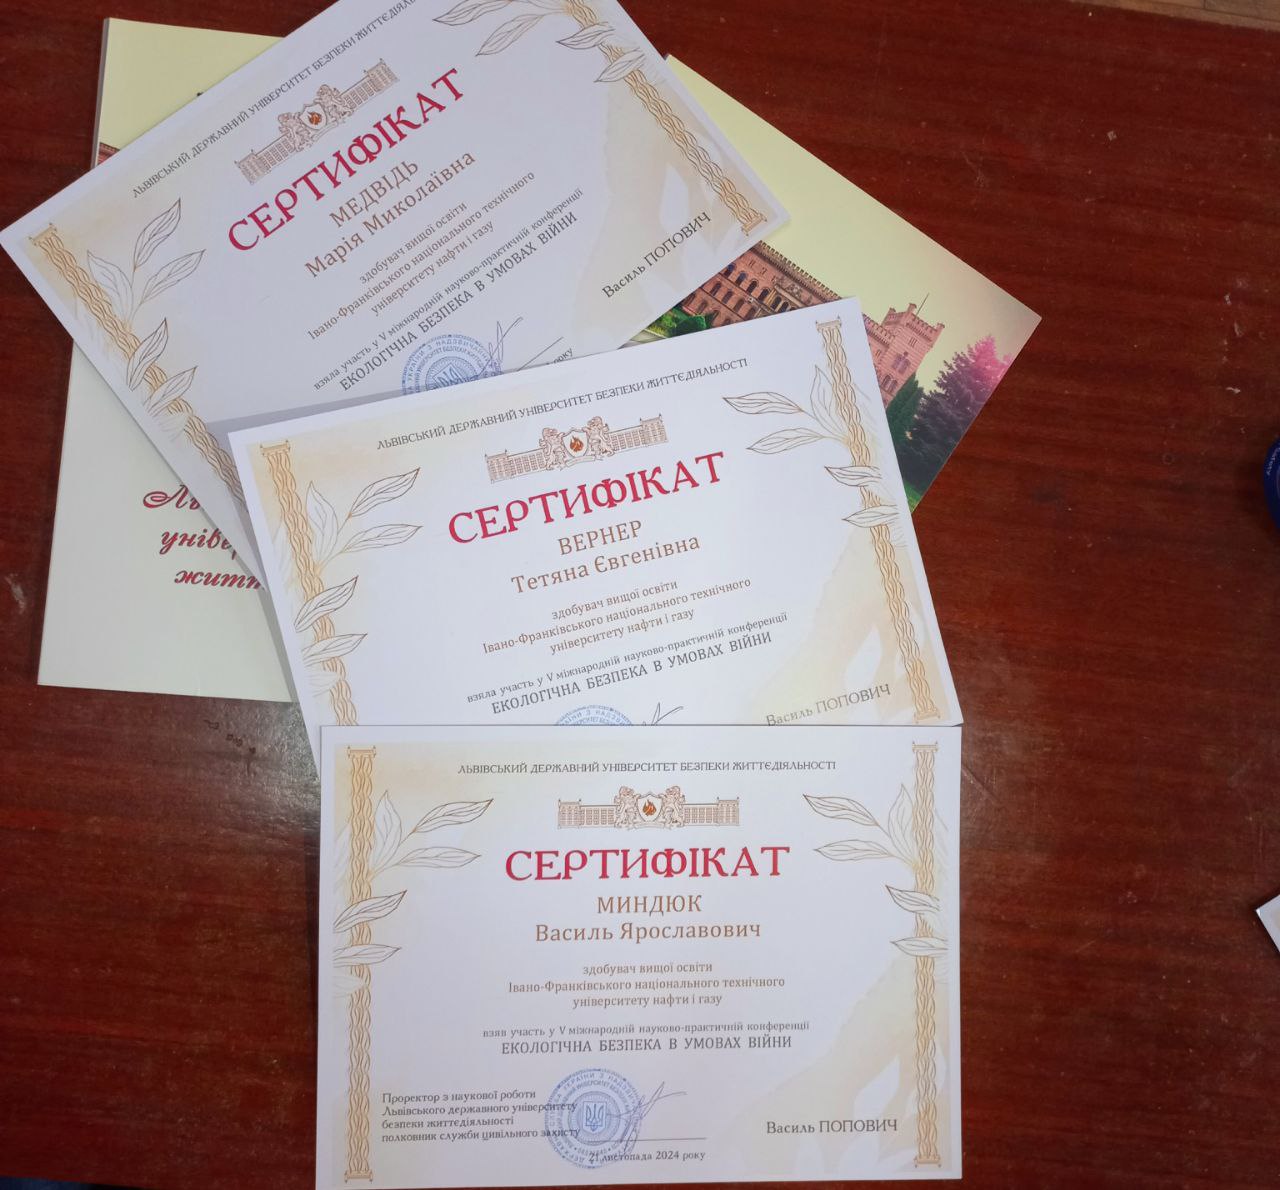 ЛЬВІВСЬКИЙ ДЕРЖАВНИЙ УНІВЕРСИТЕТ БЕЗПЕКИ
СЕРТИФІКАТ
МЕДВІДЬ
Марія Миколаївна
здобувач вищої освіти
Івано-Франківського національного технічного
університету нафти і газу
взяла участь у V міжнародній науково-практичній конференції
ЕКОЛОГІЧНА БЕЗПЕКА В УМОВАХ ВІЙНИ
Василь ПОПОВИЧ
року
ЛЬВІВСЬКИЙ ДЕРЖАВНИЙ УНІВЕРСИТЕТ БЕЗПЕКИ ЖИТТЄДІЯЛЬНОСТІ
СЕРТИФІКАТ
ВЕРНЕР
Тетяна Євгенівна
здобувач вищої освіти
Івано-Франківського національного технічного
університету нафти і газу
взяла участь у V міжнародній науково-практичній конференції
ЕКОЛОГІЧНА БЕЗПЕКА В УМОВАХ ВІЙНИ
Василь ПОПОВИЧ
ЛЬВІВСЬКИЙ ДЕРЖАВНИЙ УНІВЕРСИТЕТ БЕЗПЕКИ ЖИТТЄДІЯЛЬНОСТІ
СЕРТИФІКАТ
МИНДЮК
Василь Ярославович
здобувач вищої освіти
Івано-Франківського національного технічного
університету нафти і газу
взяв участь у V міжнародній науково-практичній конференції
ЕКОЛОГІЧНА БЕЗПЕКА В УМОВАХ ВІЙНИ
Проректор з наукової роботи
Львівського державного університету
безпеки життєдіяльності
полковник служби цивільного захисту
Василь ПОПОВИЧ
21 листопада 2024 року